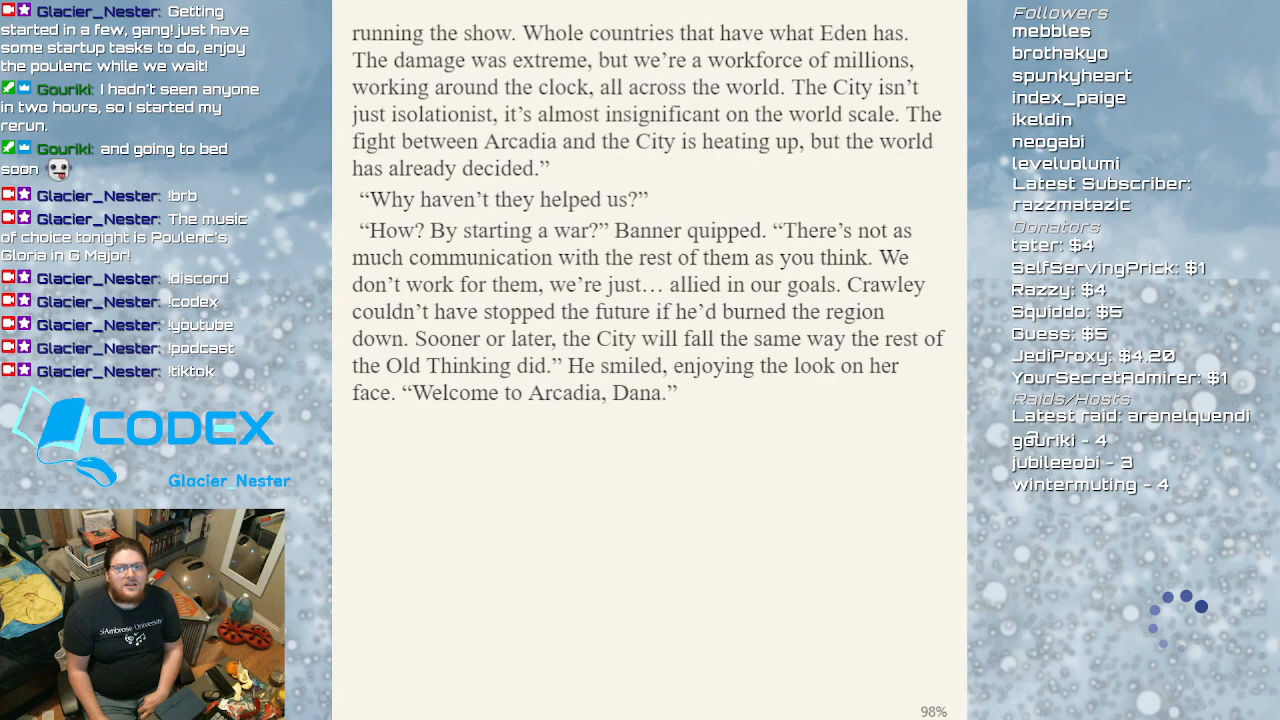 Glacier_Nester: Getting
started in a few, gang! just have
some startup tasks to do, enjoy
the poulenc while we wait!
Gouriki: I hadn't seen anyone
in two hours, so I started my
rerun.
Gouriki: and going to bed
soon
Glacier_Nester: !brb
Glacier_Nester: The music
of choice tonight is Poulenc's
Gloria in G Major!
Glacier_Nester: !discord
Glacier_Nester: !codex
Glacier_Nester: !youtube
Glacier_Nester: !podcast
Glacier_Nester: !tiktok
CODEX
Glacier_Nester
St. Ambrose University
running the show. Whole countries that have what Eden has.
The damage was extreme, but we’re a workforce of millions,
working around the clock, all across the world. The City isn’t
just isolationist, it’s almost insignificant on the world scale. The
fight between Arcadia and the City is heating up, but the world
has already decided.”
“Why haven’t they helped us?”
“How? By starting a war?” Banner quipped. “There’s not as
much communication with the rest of them as you think. We
don’t work for them, we’re just… allied in our goals. Crawley
couldn’t have stopped the future if he’d burned the region
down. Sooner or later, the City will fall the same way the rest of
the Old Thinking did.” He smiled, enjoying the look on her
face. “Welcome to Arcadia, Dana.”
98%
Followers
mebbles
brothakyo
spunkyheart
index_paige
ikeldin
neogabi
leveluplumi
Latest Subscriber:
razzmatazic
Donators
tater: $4
SelfServingPrick: $1
Razzy: $4
Squiddo: $5
Guess: $5
JediProxy: $4.20
YourSecretAdmirer: $1
Raids/Hosts
Latest raid: aranelquendi
gouriki - 4
jubileeobi - 3
wintermuting - 4